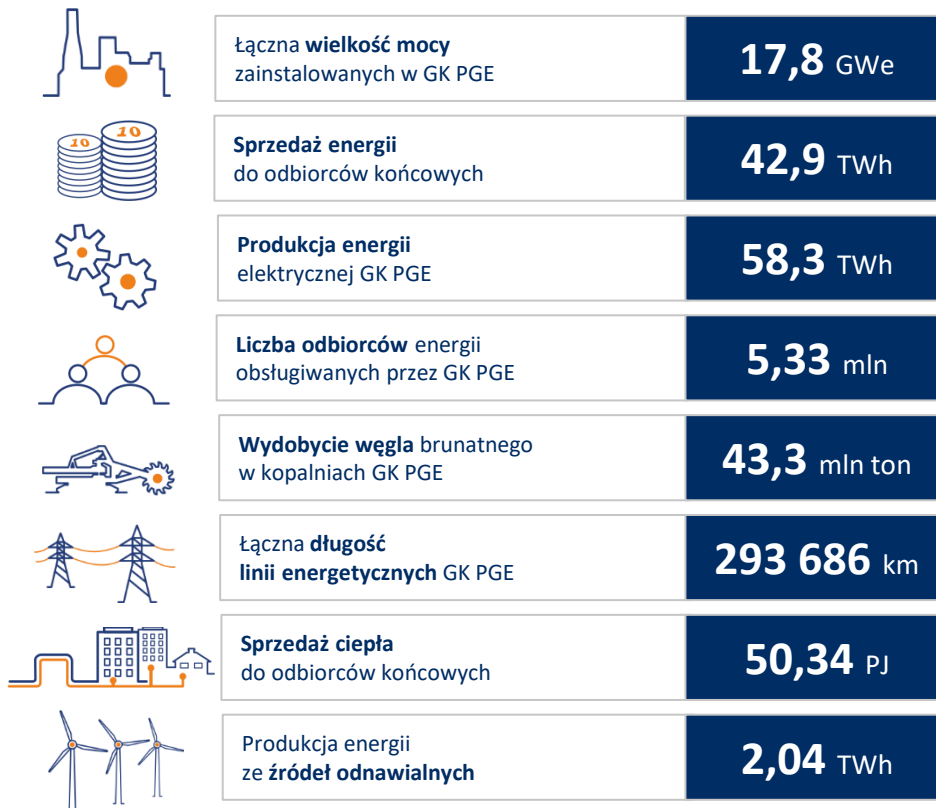 Łączna wielkość mocy
zainstalowanych w GK PGE
17,8 GWe
10
10
Sprzedaż energii
do odbiorców końcowych
42,9 TWh
Produkcja energii
elektrycznej GK PGE
58,3 TWh
Liczba odbiorców energii
obsługiwanych przez GK PGE
5,33 mln
Wydobycie węgla brunatnego
w kopalniach GK PGE
43,3 mln ton
Łączna długość
linii energetycznych GK PGE
293 686 km
Sprzedaż ciepła
do odbiorców końcowych
50,34 PJ
Produkcja energii
ze źródeł odnawialnych
2,04 TWh